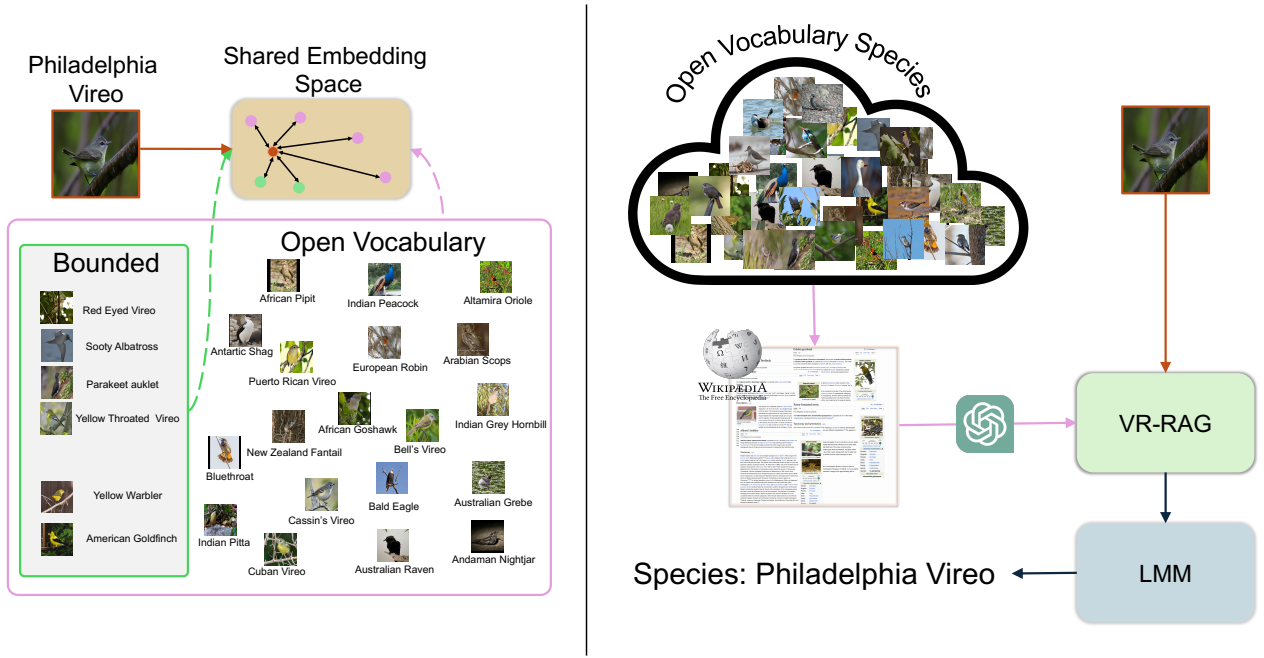 Philadelphia
Vireo
Shared Embedding
Space
Bounded
Red Eyed Vireo
Sooty Albatross
Parakeet auklet
Yellow Throated Vireo
Yellow Warbler
American Goldfinch
Open Vocabulary
African Pipit
Indian Peacock
Altamira Oriole
Antartic Shag
Puerto Rican Vireo
European Robin
Arabian Scops
African Goshawk
New Zealand Fantail
Bell's Vireo
Indian Grey Hornbill
Bluethroat
Cassin's Vireo
Bald Eagle
Australian Grebe
Indian Pitta
Cuban Vireo
Australian Raven
Andaman Nightjar
Open Vocabulary Species
WIKIPÆDIA
The Free Encyclopædia
VR-RAG
LMM
Species: Philadelphia Vireo